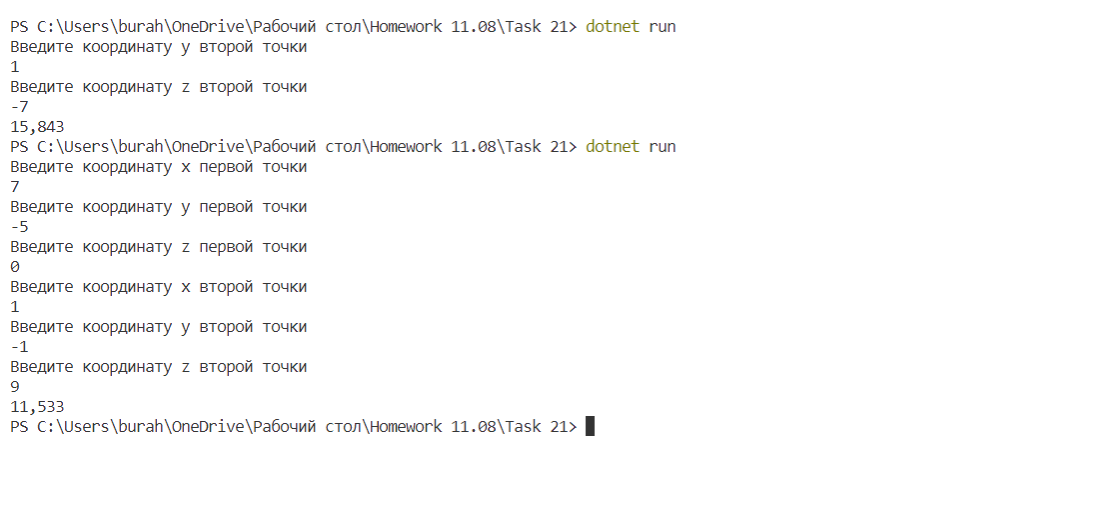 PS C:\Users\burah\OneDrive\Рабочий стол\Homework 11.08\Task 21> dotnet run
Введите координату y второй точки
1
Введите координату z второй точки
-7
15,843
PS C:\Users\burah\OneDrive\Рабочий стол\Homework 11.08\Task 21> dotnet run
Введите координату x первой точки
7
Введите координату y первой точки
-5
Введите координату z первой точки
0
Введите координату x второй точки
1
Введите координату y второй точки
-1
Введите координату z второй точки
9
11,533
PS C:\Users\burah\OneDrive\Рабочий стол\Homework 11.08\Task 21>